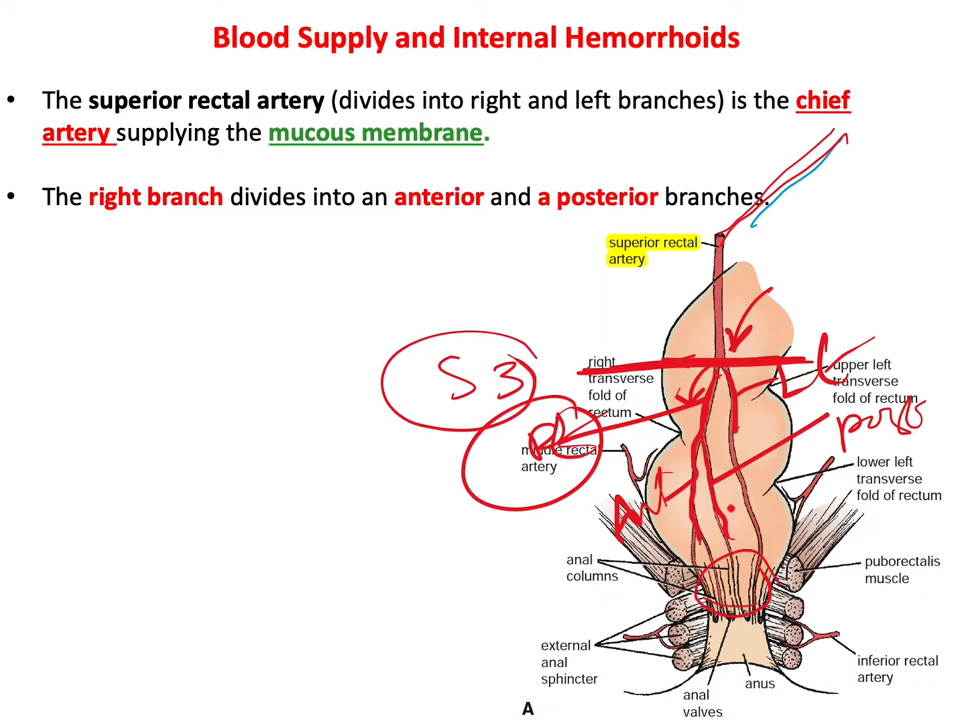 Blood Supply and Internal Hemorrhoids
• The superior rectal artery (divides into right and left branches) is the chief
artery supplying the mucous membrane.
• The right branch divides into an anterior and a posterior branches.
superior rectal
artery
S3
right
transverse
fold of
rectum
upper left
transverse
fold of rectum
middle rectal
artery
Ant
lower left
transverse
fold of rectum
anal
columns
puborectalis
muscle
external
anal
sphincter
inferior rectal
artery
anus
anal
valves
A